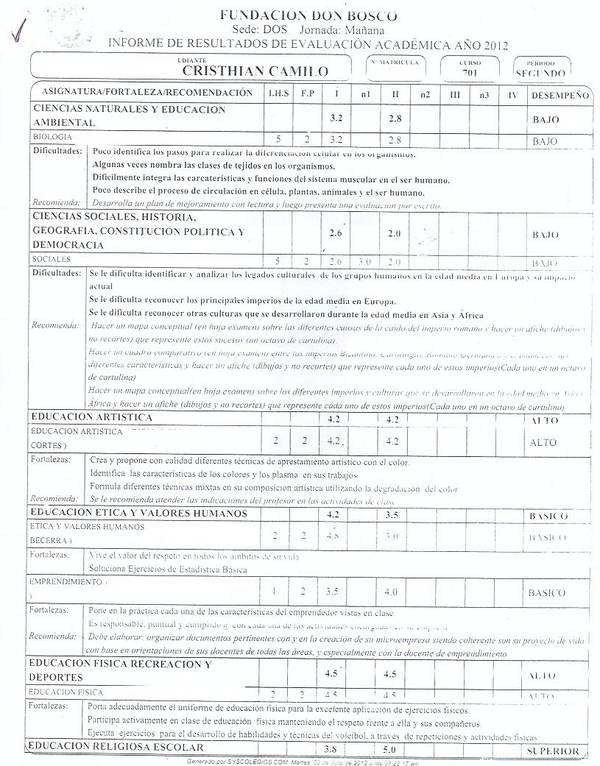 FUNDACION DON BOSCO
Sede: DOS Jornada: Mañana
INFORME DE RESULTADOS DE EVALUACIÓN ACADÉMICA AÑO 2012
UDIANTE
CRISTHIAN CAMILO
Nº MATRICULA
CURSO
701
PERIODO
SEGUNDO
ASIGNATURA/FORTALEZA/RECOMENDACIÓN I.H.S F.P I n1 II n2 III n3 IV DESEMPEÑO
CIENCIAS NATURALES Y EDUCACION AMBIENTAL 3.2 2.8 BAJO
BIOLOGIA 5 2 3.2 2.8 BAJO
Dificultades: Poco identifica los pasos para realizar la diferenciacion celular en los organismos.
Algunas veces nombra las clases de tejidos en los organismos.
Dificilmente integra las carcateristicas y funciones del sistema muscular en el ser humano.
Poco describe el proceso de circulación en célula, plantas, animales y el ser humano.
Recomienda: Desarrolla un plan de mejoramiento con lectura y luego presenta una evaluacion por escrito.
CIENCIAS SOCIALES, HISTORIA,
GEOGRAFIA, CONSTITUCION POLITICA Y 2.6 2.0 BAJO
DEMOCRACIA
SOCIALES 5 2 2.6 3.0 2.0 BAJO
Dificultades: Se le dificulta identificar y analizar los legados culturales de los grupos humanos en la edad media en Europa y su impacto
actual
Se le dificulta reconocer los principales imperios de la edad media en Europa.
Se le dificulta reconocer otras culturas que se desarrollaron durante la edad media en Asia y África
Recomienda: Hacer un mapa conceptual (en hoja examen) sobre las diferentes causas de la caida del imperio romano y hacer un afiche (dibujos y
no recortes) que represente estos sucesos (un octavo de cartulina)
Hacer un cuadro comparativo (en hoja examen) entre los imperios
diferentes caracteristicas y hacer un afiche (dibujos y no recortes) que represente cada uno de estos imperios(Cada uno en un octavo
de cartulina)
Hacer un mapa conceptual(en hoja examen) sobre los diferentes imperios y culturas que se desarrollaron en la edad media en Asia y
África y hacer un afiche (dibujos y no recortes) que represente cada uno de estos imperios(Cada uno en un octavo de cartulina)
EDUCACION ARTISTICA 4.2 4.2 ALTO
EDUCACION ARTISTICA
CORTES ) 2 2 4.2 4.2 ALTO
Fortalezas: Crea y propone con calidad diferentes técnicas de aprestamiento artístico con el color.
Identifica las características de los colores y los plasma en sus trabajos
Formula diferentes técnicas mixtas en su composición artística utilizando la degradación del color
Recomienda: Se le recomienda atender las indicaciones del profesor en las actividades de clase
EDUCACION ETICA Y VALORES HUMANOS 4.2 3.5 BASICO
ETICA Y VALORES HUMANOS
BECERRA ) 2 2 4.8 3.0 BASICO
Fortalezas: Vive el valor del respeto en todos los ambitos de su vida
Soluciona Ejercicios de Estadistica Básica
EMPRENDIMIENTO (
) 1 2 3.5 4.0 BASICO
Fortalezas: Pone en la práctica cada una de las características del emprendedor vistas en clase
Es responsable, puntual y cumplido con cada una de las actividades
Recomienda: Debe elaborar, organizar documentos pertinentes con y en la creación de su microempresa siendo coherente son su proyecto de vida
con base en orientaciones de sus docentes de todas las áreas, y especialmente con la docente de emprendimiento
EDUCACION FISICA RECREACION Y
DEPORTES 4.5 4.5 ALTO
EDUCACION FISICA 2 2 4.5 4.5 ALTO
Fortalezas: Porta adecuadamente el uniforme de educación física para la excelente aplicación de ejercicios físicos.
Participa activamente en clase de educación física manteniendo el respeto frente a ella y sus compañeros.
Ejecuta ejercicios para el desarrollo de habilidades y técnicas del voleibol, a través de repeticiones y actividades físicas
EDUCACION RELIGIOSA ESCOLAR 3.8 5.0 SUPERIOR
Generado por SYSCOLEGIOS.COM. Martes, 03 de Julio de 2012